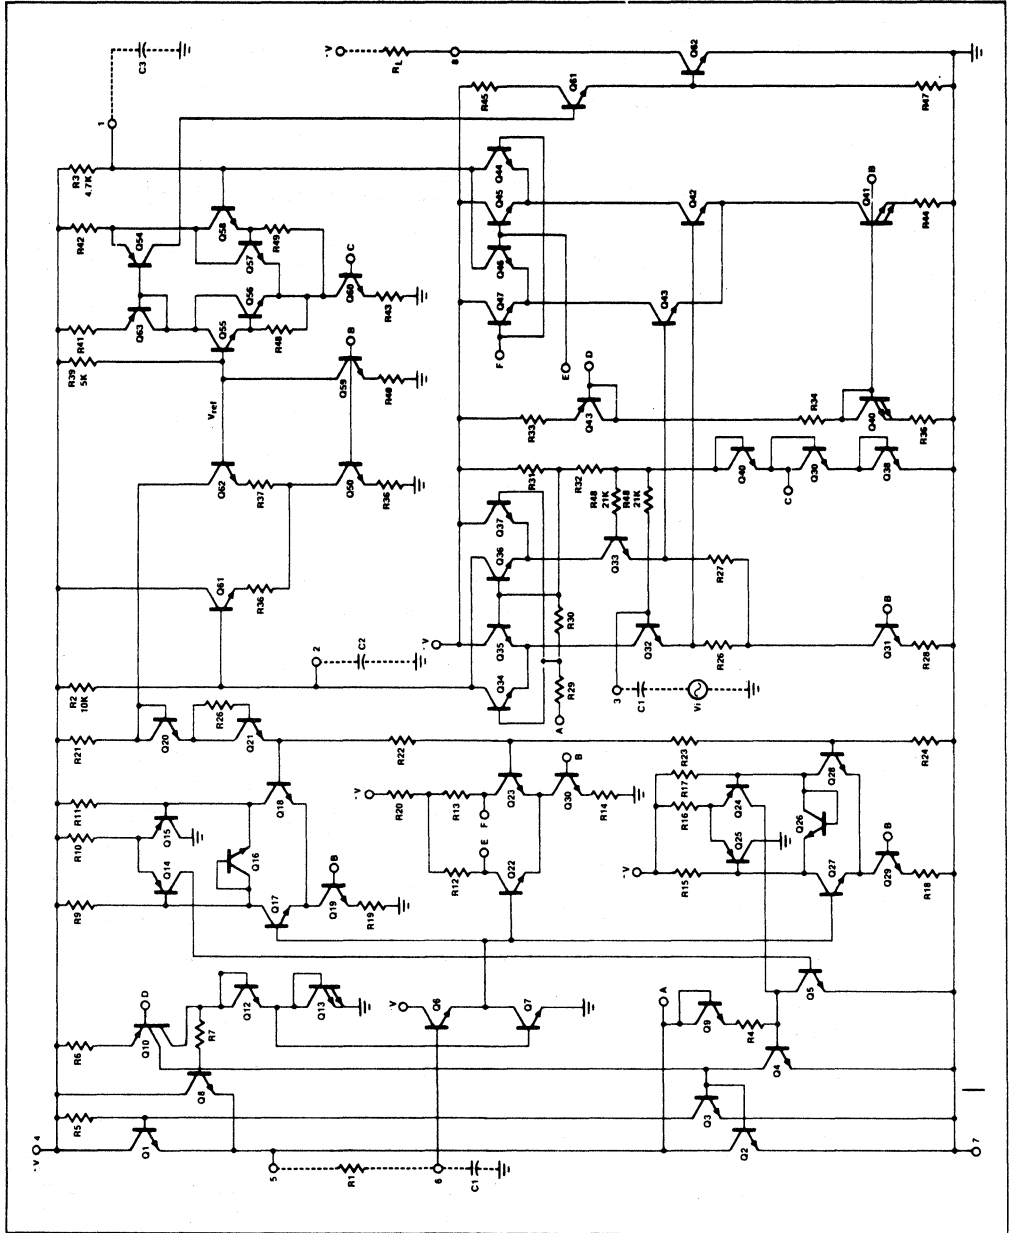 C3
-V
RL
8
Q62
Q61
R45
R47
1
R3
4.7K
Q44
Q45
Q46
Q47
Q42
Q41
B
R44
R42
Q54
Q58
Q57
R49
C
Q56
Q60
R43
R41
Q63
Q55
R48
R39
5K
B
Q59
R40
F
E
D
Q43
Q43
R33
R34
Q40
R36
Vref
Q62
R37
Q50
R36
R31
R32
R48
21K
R48
21K
Q40
Q30
C
Q38
Q37
Q36
Q33
R27
Q61
R36
2
C2
-V
Q35
R30
Q32
R26
Q31
B
R28
R2
10K
Q34
R29
A
3
C1
Vi
R21
Q20
R26
Q21
R22
R23
R24
R11
R10
Q15
Q14
Q16
Q18
R9
Q17
Q19
B
R19
-V
R20
R13
F
Q23
E
R12
Q22
Q30
B
R14
R17
R16
Q24
Q25
Q26
Q28
-V
R15
Q27
B
Q29
R18
D
R6
Q10
Q12
Q13
R7
Q8
-V
Q6
Q7
A
Q9
R4
Q5
Q4
Q3
R5
-V
4
Q1
5
R1
6
C1
Q2
7